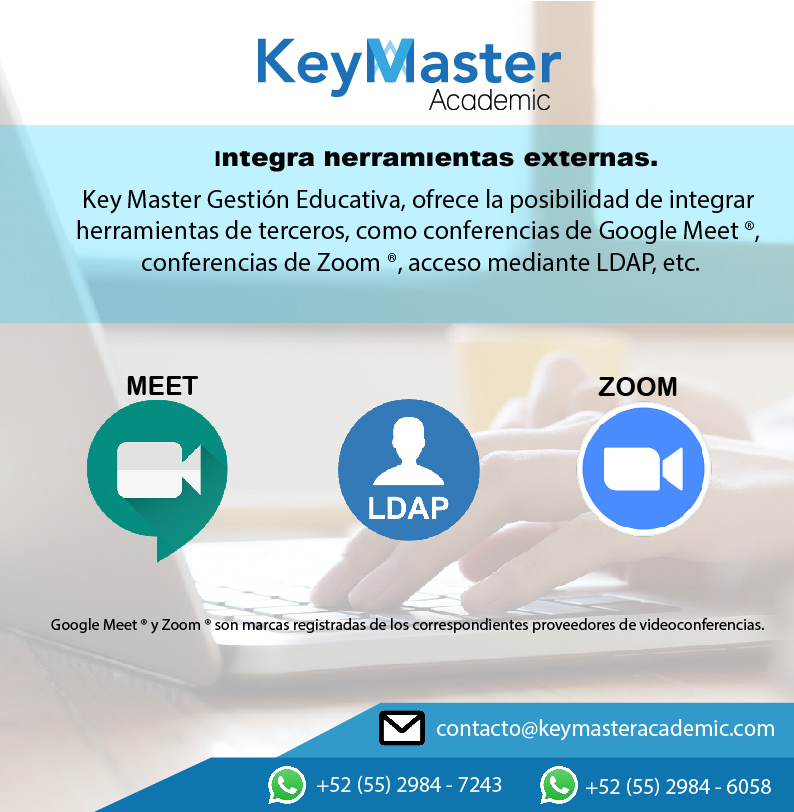 KeyMaster
Academic
Integra herramientas externas.
Key Master Gestión Educativa, ofrece la posibilidad de integrar
herramientas de terceros, como conferencias de Google Meet ®,
conferencias de Zoom ®, acceso mediante LDAP, etc.
MEET
ZOOM
LDAP
Google Meet ® y Zoom ® son marcas registradas de los correspondientes proveedores de videoconferencias.
contacto@keymasteracademic.com
+52 (55) 2984 - 7243
+52 (55) 2984 - 6058